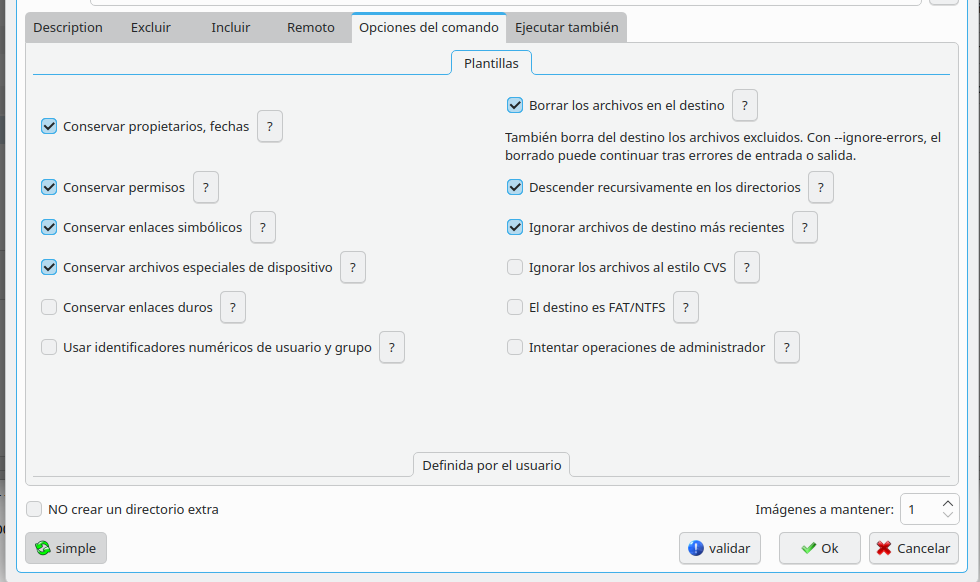 Description Excluir Incluir Remoto Opciones del comando Ejecutar también
Plantillas
Borrar los archivos en el destino ?
Conservar propietarios, fechas ?
También borra del destino los archivos excluidos. Con --ignore-errors, el
borrado puede continuar tras errores de entrada o salida.
Conservar permisos ? Descender recursivamente en los directorios ?
Conservar enlaces simbólicos ? Ignorar archivos de destino más recientes ?
Conservar archivos especiales de dispositivo ? Ignorar los archivos al estilo CVS ?
Conservar enlaces duros ? El destino es FAT/NTFS ?
Usar identificadores numéricos de usuario y grupo ? Intentar operaciones de administrador ?
Definida por el usuario
NO crear un directorio extra Imágenes a mantener: 1
simple validar Ok Cancelar